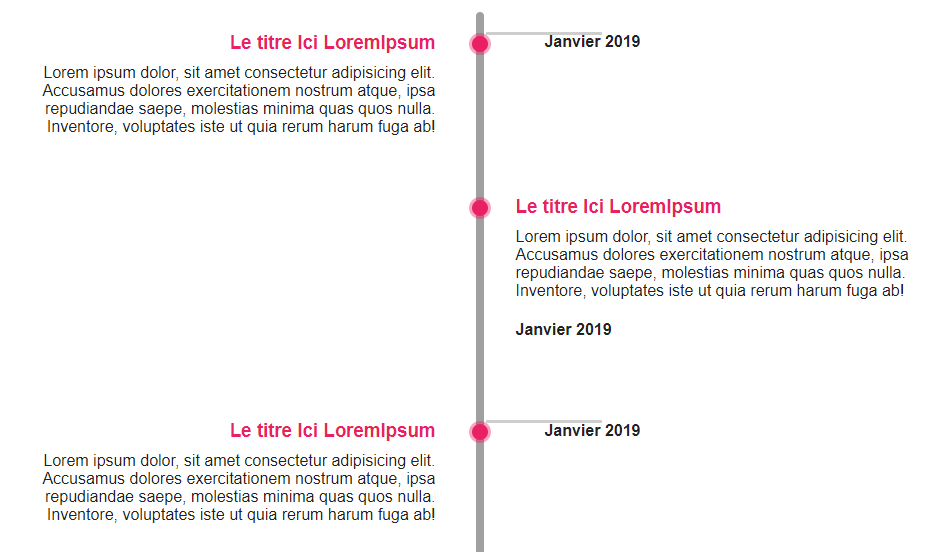 Le titre Ici LoremIpsum
Janvier 2019
Lorem ipsum dolor, sit amet consectetur adipisicing elit.
Accusamus dolores exercitationem nostrum atque, ipsa
repudiandae saepe, molestias minima quas quos nulla.
Inventore, voluptates iste ut quia rerum harum fuga ab!
Le titre Ici LoremIpsum
Lorem ipsum dolor, sit amet consectetur adipisicing elit.
Accusamus dolores exercitationem nostrum atque, ipsa
repudiandae saepe, molestias minima quas quos nulla.
Inventore, voluptates iste ut quia rerum harum fuga ab!
Janvier 2019
Le titre Ici LoremIpsum
Janvier 2019
Lorem ipsum dolor, sit amet consectetur adipisicing elit.
Accusamus dolores exercitationem nostrum atque, ipsa
repudiandae saepe, molestias minima quas quos nulla.
Inventore, voluptates iste ut quia rerum harum fuga ab!